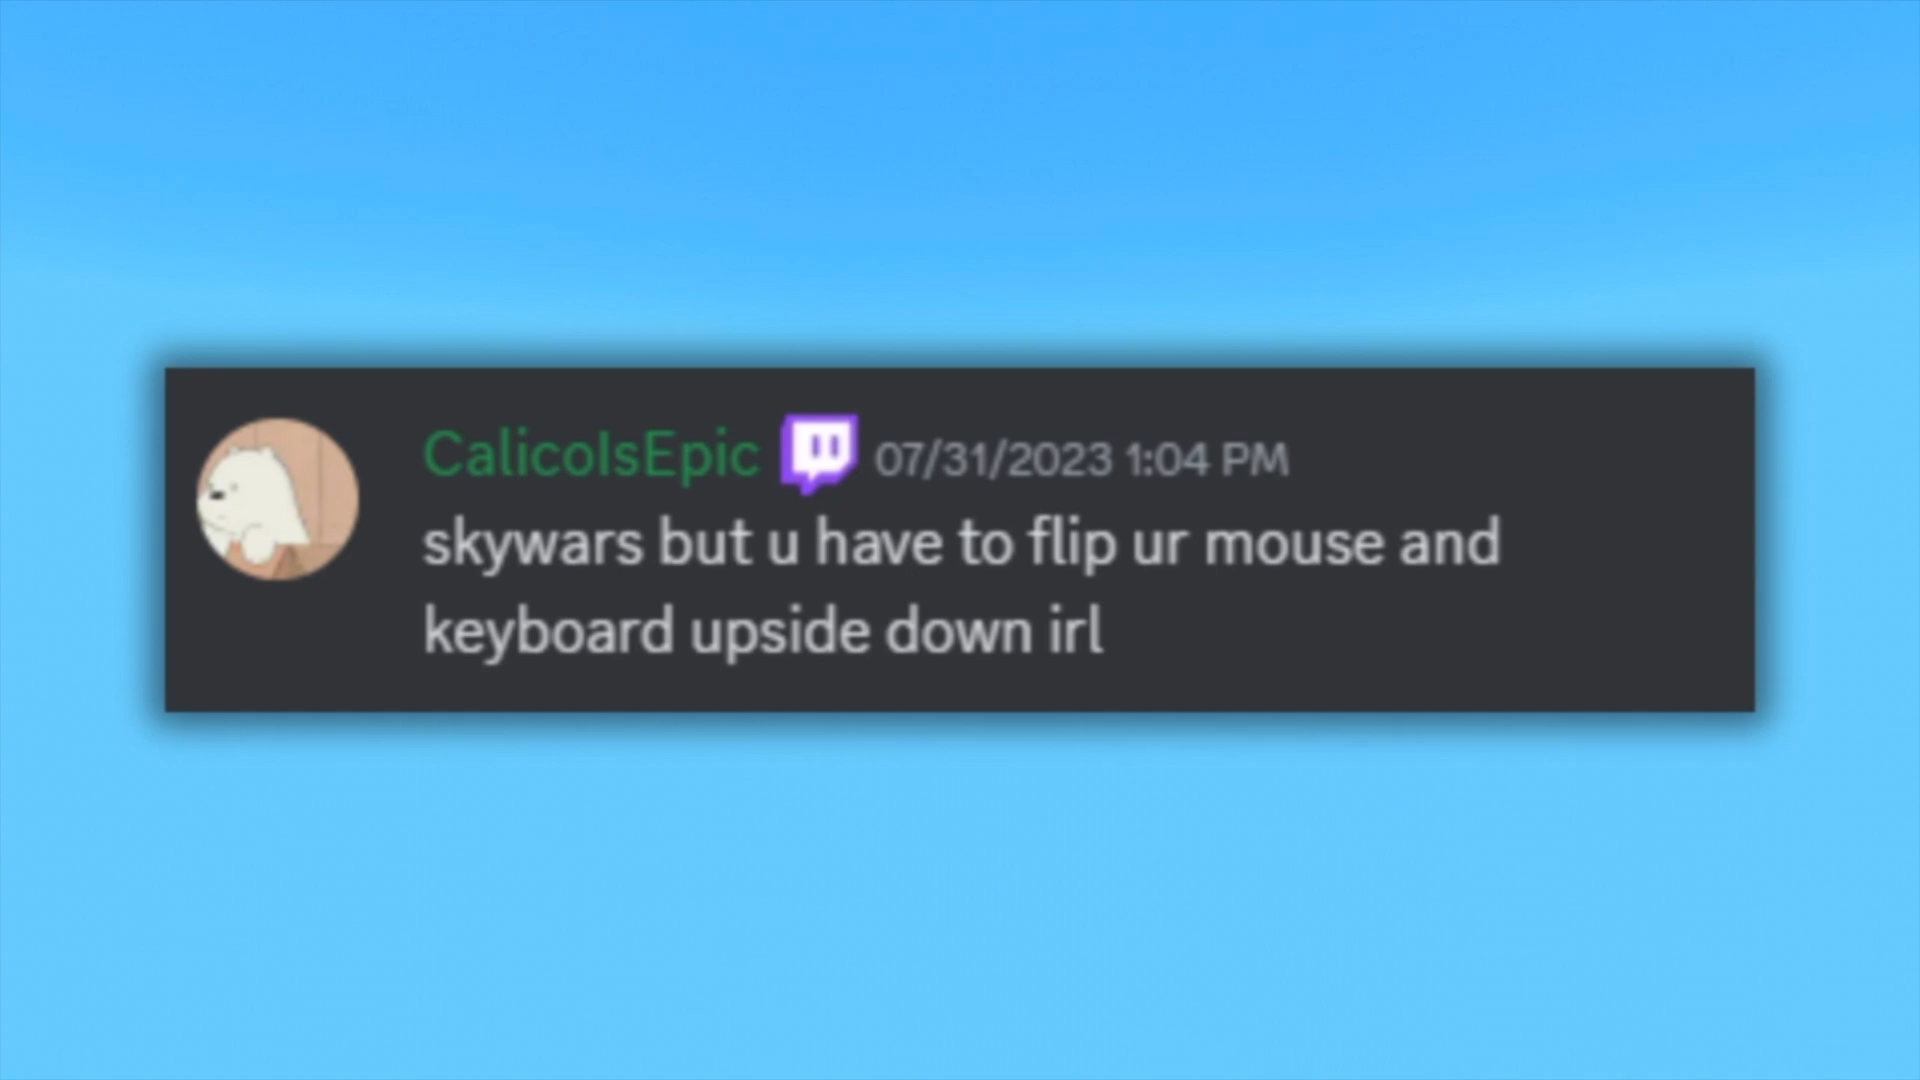 CalicoIsEpic 07/31/2023 1:04 PM
skywars but u have to flip ur mouse and
keyboard upside down irl